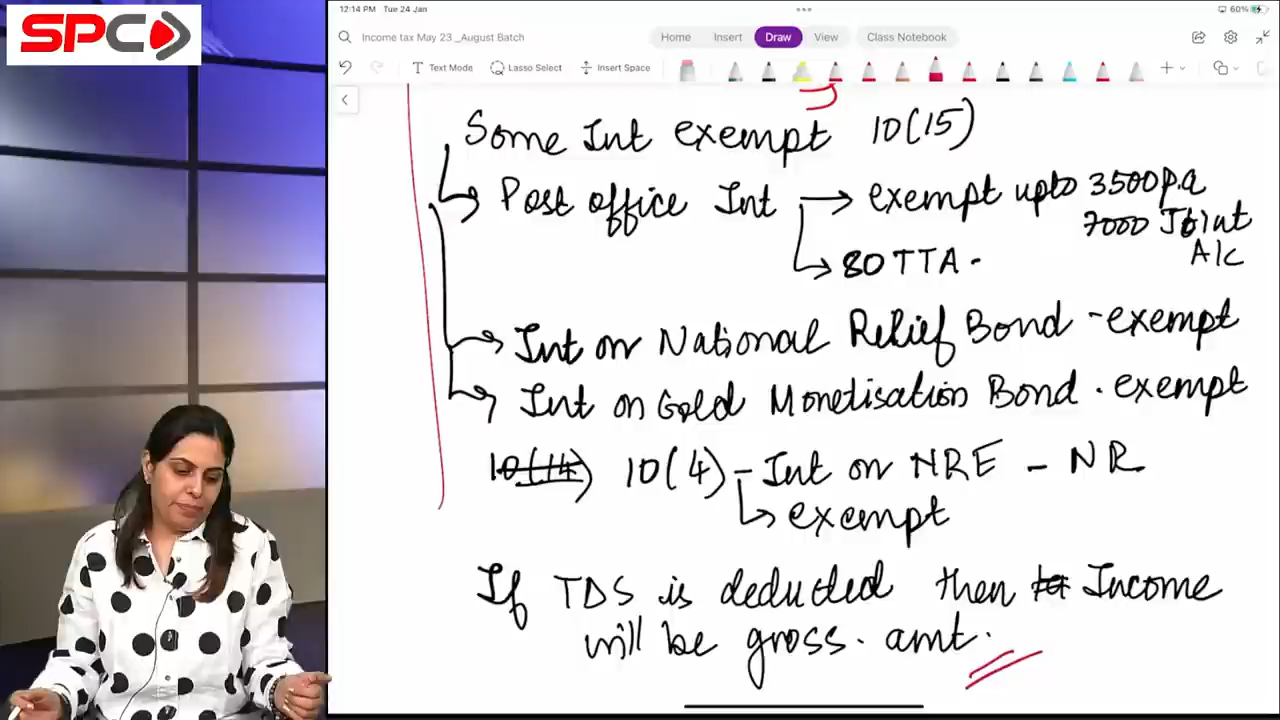 SPC
12:14 PM Tue 24 Jan
60%
Income tax May 23 _August Batch
Home Insert Draw View Class Notebook
Text Mode Lasso Select Insert Space
Some Int exempt 10(15)
Post office Int → exempt upto 3500 p.a
7000 Joint
A/c
→ 80 TTA.
Int on National Relief Bond - exempt
Int on Gold Monetisation Bond . exempt
10(14) 10(4) - Int on NRE - NR
exempt
If TDS is deducted then Income
will be gross . amt.